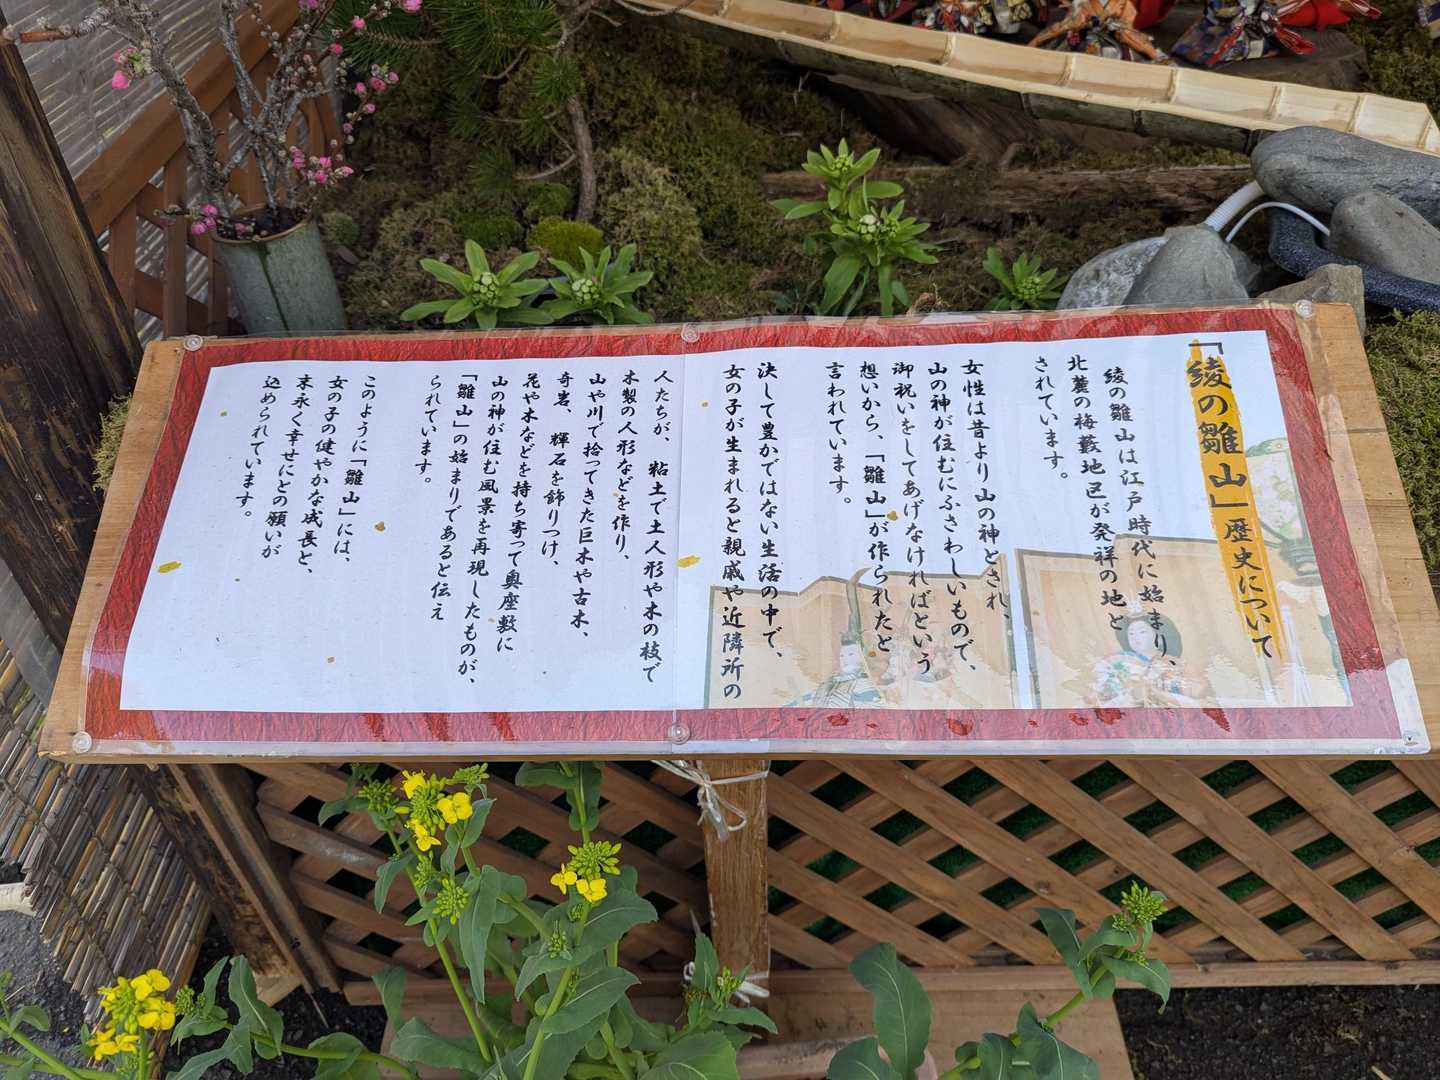 「綾の雛山」歴史について
綾の雛山は江戸時代に始まり、
北麓の梅藪地区が発祥の地と
されています。
女性は昔より山の神とされ、
山の神が住むにふさわしいもので、
御祝いをしてあげなければという
想いから、「雛山」が作られたと
言われています。
決して豊かではない生活の中で、
女の子が生まれると親戚や近隣所の
人たちが、粘土で土人形や木の枝で
木製の人形などを作り、
山や川で拾ってきた巨木や古木、
奇岩、輝石を飾りつけ、
花や木などを持ち寄って奥座敷に
山の神が住む風景を再現したものが、
「雛山」の始まりであると伝え
られています。
このように「雛山」には、
女の子の健やかな成長と、
末永く幸せにとの願いが
込められています。